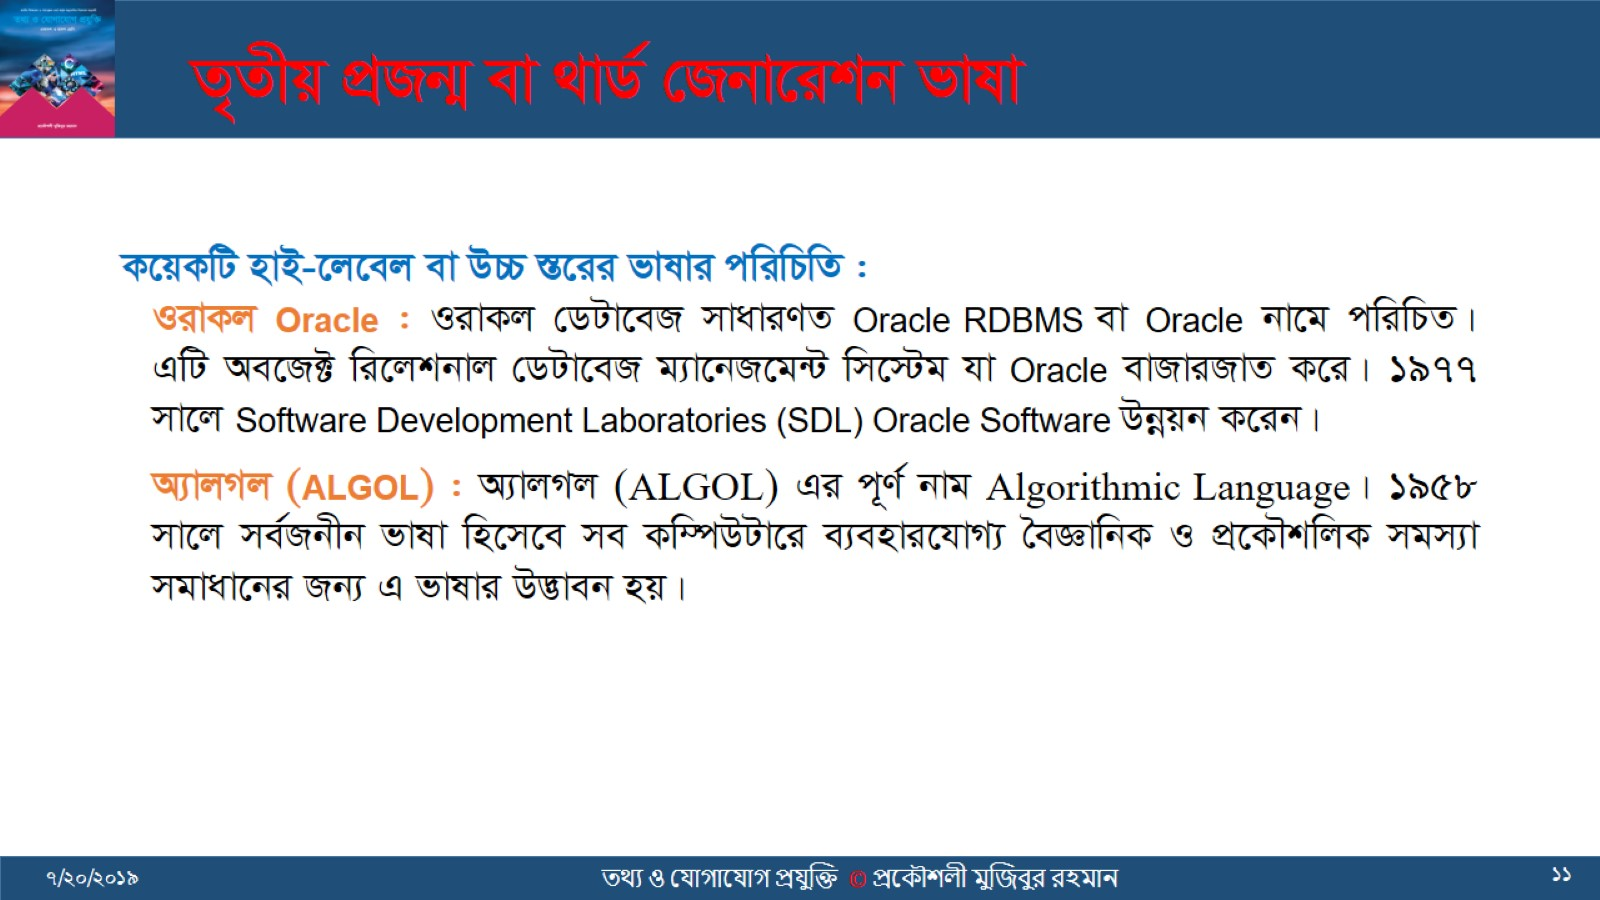 তথ্য ও যোগাযোগ প্রযুক্তি
তৃতীয় প্রজন্ম বা থার্ড জেনারেশন ভাষা
কয়েকটি হাই-লেবেল বা উচ্চ স্তরের ভাষার পরিচিতি :
ওরাকল Oracle : ওরাকল ডেটাবেজ সাধারণত Oracle RDBMS বা Oracle নামে পরিচিত।
এটি অবজেক্ট রিলেশনাল ডেটাবেজ ম্যানেজমেন্ট সিস্টেম যা Oracle বাজারজাত করে। ১৯৭৭
সালে Software Development Laboratories (SDL) Oracle Software উন্নয়ন করেন।
অ্যালগল (ALGOL) : অ্যালগল (ALGOL) এর পূর্ণ নাম Algorithmic Language। ১৯৫৮
সালে সর্বজনীন ভাষা হিসেবে সব কম্পিউটারে ব্যবহারযোগ্য বৈজ্ঞানিক ও প্রকৌশলিক সমস্যা
সমাধানের জন্য এ ভাষার উদ্ভাবন হয়।
৭/২০/২০১৯ তথ্য ও যোগাযোগ প্রযুক্তি © প্রকৌশলী মুজিবুর রহমান ১১